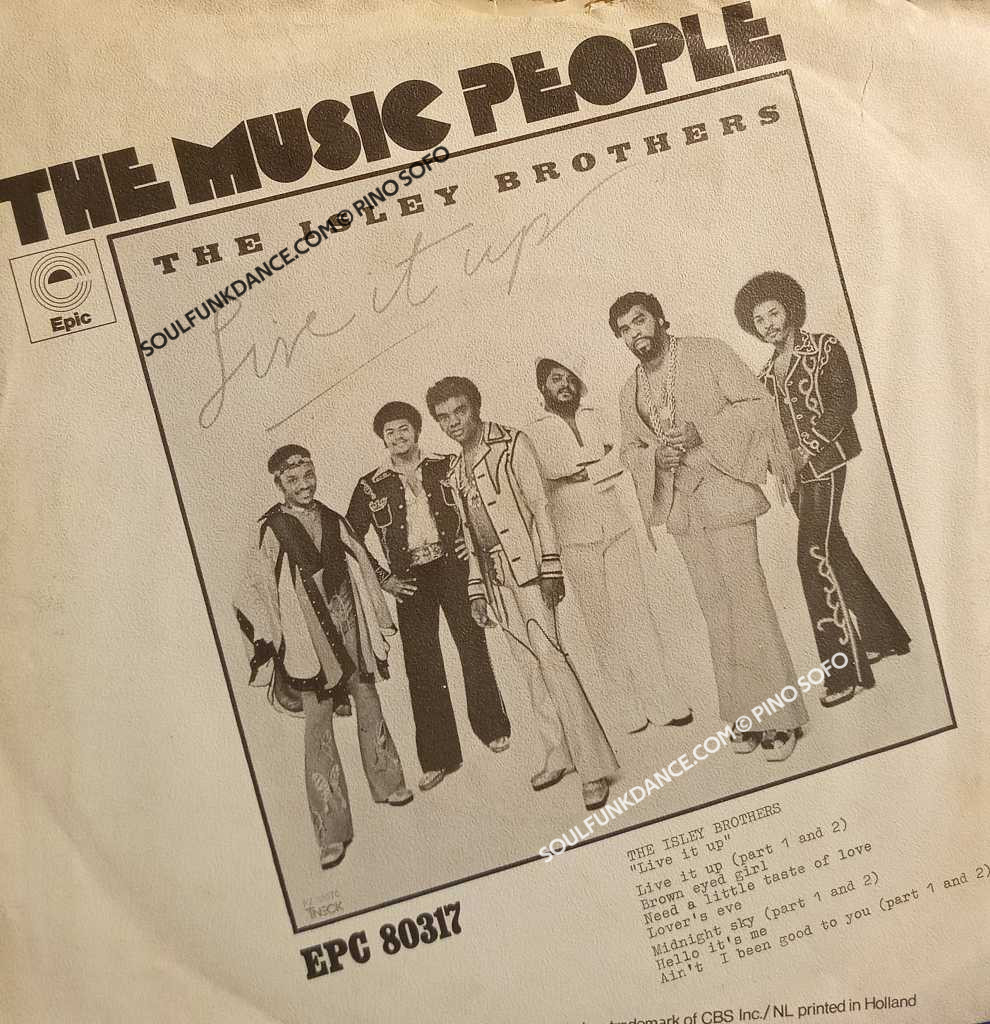 THE MUSIC PEOPLE
THE ISLEY BROTHERS
Live it up
Epic
SOULFUNKDANCE.COM © PINO SOFO
SOULFUNKDANCE.COM © PINO SOFO
T-NECK
EPC 80317
THE ISLEY BROTHERS
"Live it up"
Live it up (part 1 and 2)
Brown eyed girl
Need a little taste of love
Lover's eve
Midnight sky (part 1 and 2)
Hello it's me
Ain't I been good to you (part 1 and 2)
trademark of CBS Inc./NL printed in Holland